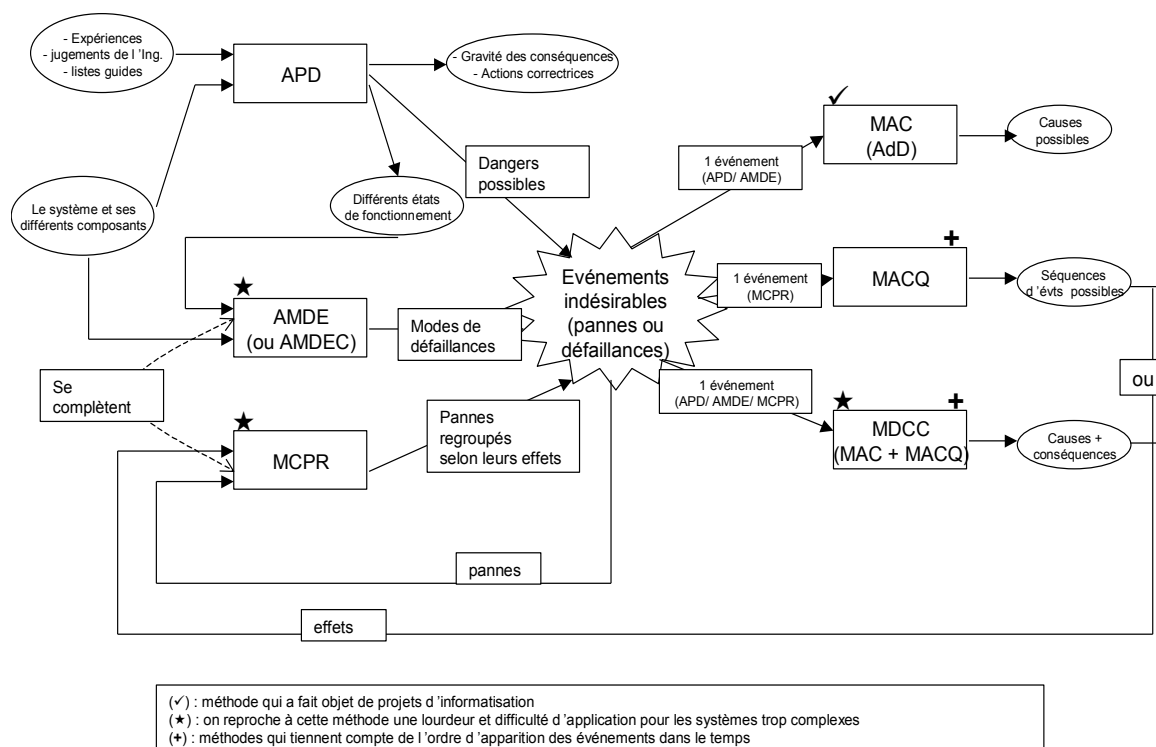 - Expériences
- jugements de l 'Ing.
- listes guides
APD
- Gravité des conséquences
- Actions correctrices
MAC
(AdD)
Causes
possibles
Dangers
possibles
1 événement
(APD/ AMDE)
Le système et ses
différents composants
Différents états
de fonctionnement
Evénements
indésirables
(pannes ou
défaillances)
1 événement
(MCPR)
MACQ
Séquences
d 'évts possibles
AMDE
(ou AMDEC)
Modes de
défaillances
Se
complètent
1 événement
(APD/ AMDE/ MCPR)
ou
Pannes
regroupés
selon leurs effets
MCPR
MDCC
(MAC + MACQ)
Causes +
conséquences
pannes
effets
(✓) : méthode qui a fait objet de projets d 'informatisation
(★) : on reproche à cette méthode une lourdeur et difficulté d 'application pour les systèmes trop complexes
(+) : méthodes qui tiennent compte de l 'ordre d 'apparition des événements dans le temps